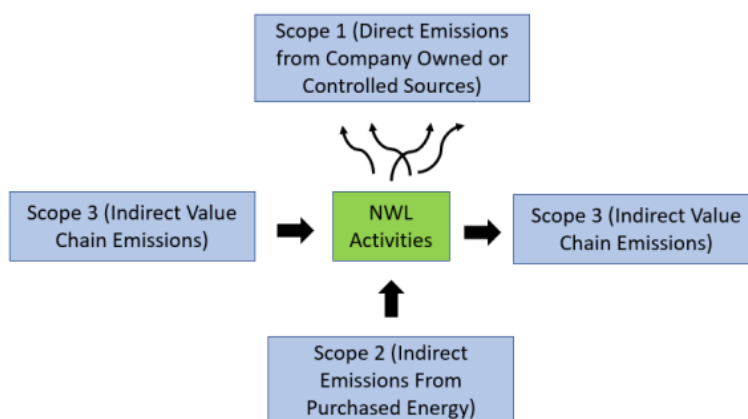 Scope 1 (Direct Emissions
from Company Owned or
Controlled Sources)
Scope 3 (Indirect Value
Chain Emissions)
NWL
Activities
Scope 3 (Indirect Value
Chain Emissions)
Scope 2 (Indirect
Emissions From
Purchased Energy)